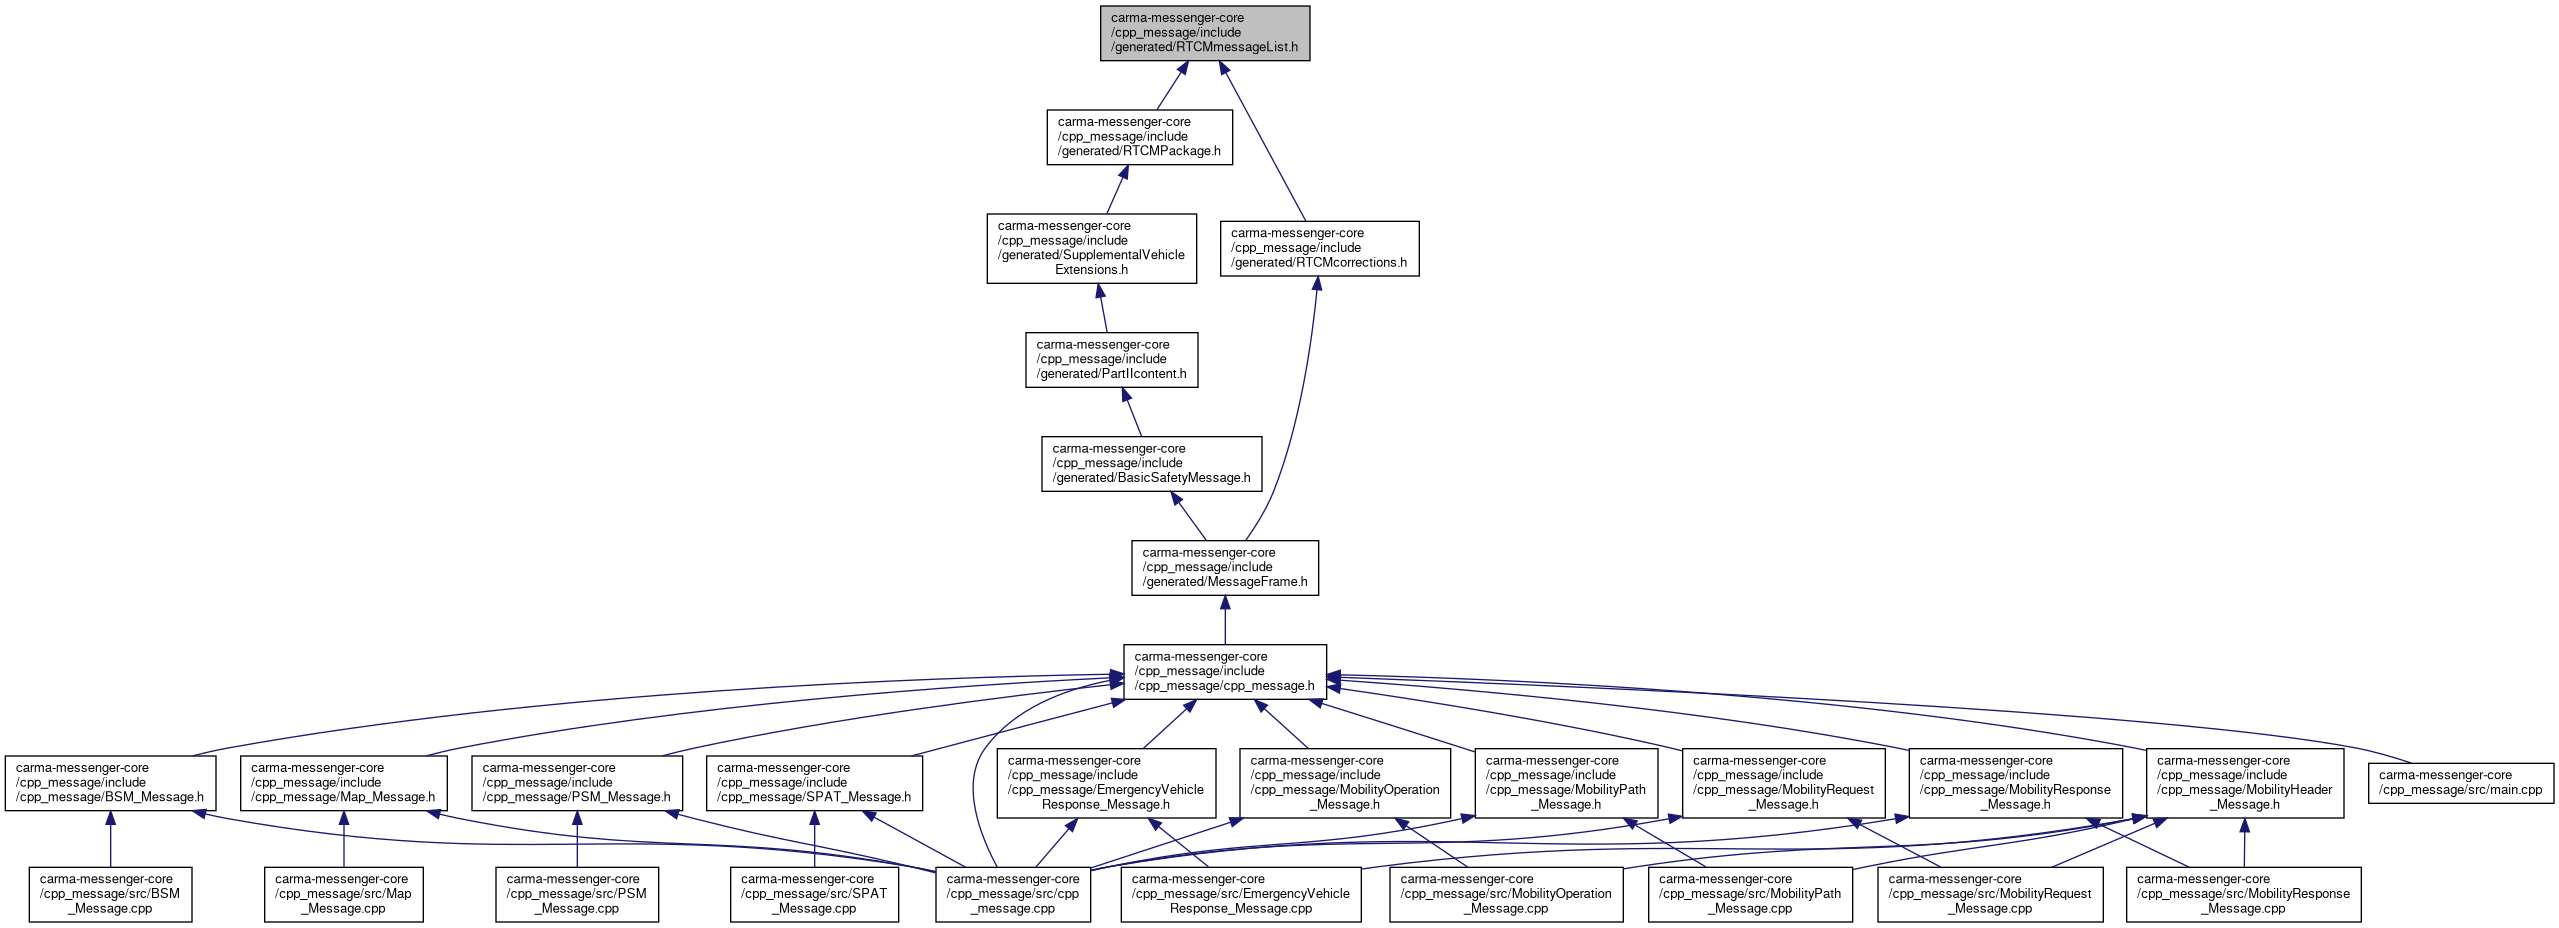 carma-messenger-core
/cpp_message/include
/generated/RTCMmessageList.h
carma-messenger-core
/cpp_message/include
/generated/RTCMPackage.h
carma-messenger-core
/cpp_message/include
/generated/SupplementalVehicle
Extensions.h
carma-messenger-core
/cpp_message/include
/generated/RTCMcorrections.h
carma-messenger-core
/cpp_message/include
/generated/PartIIcontent.h
carma-messenger-core
/cpp_message/include
/generated/BasicSafetyMessage.h
carma-messenger-core
/cpp_message/include
/generated/MessageFrame.h
carma-messenger-core
/cpp_message/include
/cpp_message/cpp_message.h
carma-messenger-core
/cpp_message/include
/cpp_message/BSM_Message.h
carma-messenger-core
/cpp_message/include
/cpp_message/Map_Message.h
carma-messenger-core
/cpp_message/include
/cpp_message/PSM_Message.h
carma-messenger-core
/cpp_message/include
/cpp_message/SPAT_Message.h
carma-messenger-core
/cpp_message/include
/cpp_message/EmergencyVehicle
Response_Message.h
carma-messenger-core
/cpp_message/include
/cpp_message/MobilityOperation
_Message.h
carma-messenger-core
/cpp_message/include
/cpp_message/MobilityPath
_Message.h
carma-messenger-core
/cpp_message/include
/cpp_message/MobilityRequest
_Message.h
carma-messenger-core
/cpp_message/include
/cpp_message/MobilityResponse
_Message.h
carma-messenger-core
/cpp_message/include
/cpp_message/MobilityHeader
_Message.h
carma-messenger-core
/cpp_message/src/main.cpp
carma-messenger-core
/cpp_message/src/BSM
_Message.cpp
carma-messenger-core
/cpp_message/src/Map
_Message.cpp
carma-messenger-core
/cpp_message/src/PSM
_Message.cpp
carma-messenger-core
/cpp_message/src/SPAT
_Message.cpp
carma-messenger-core
/cpp_message/src/cpp
_message.cpp
carma-messenger-core
/cpp_message/src/EmergencyVehicle
Response_Message.cpp
carma-messenger-core
/cpp_message/src/MobilityOperation
_Message.cpp
carma-messenger-core
/cpp_message/src/MobilityPath
_Message.cpp
carma-messenger-core
/cpp_message/src/MobilityRequest
_Message.cpp
carma-messenger-core
/cpp_message/src/MobilityResponse
_Message.cpp